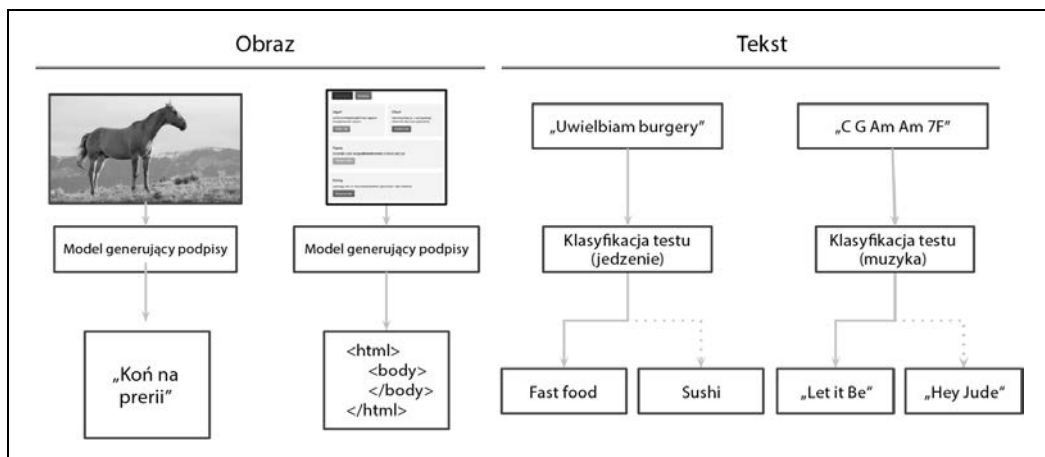 Obraz
Tekst
„Uwielbiam burgery”
„C G Am Am 7F”
Model generujący podpisy
Model generujący podpisy
Klasyfikacja testu
(jedzenie)
Klasyfikacja testu
(muzyka)
„Koń na
prerii”
<html>
<body>
</body>
</html>
Fast food
Sushi
„Let it Be”
„Hey Jude”